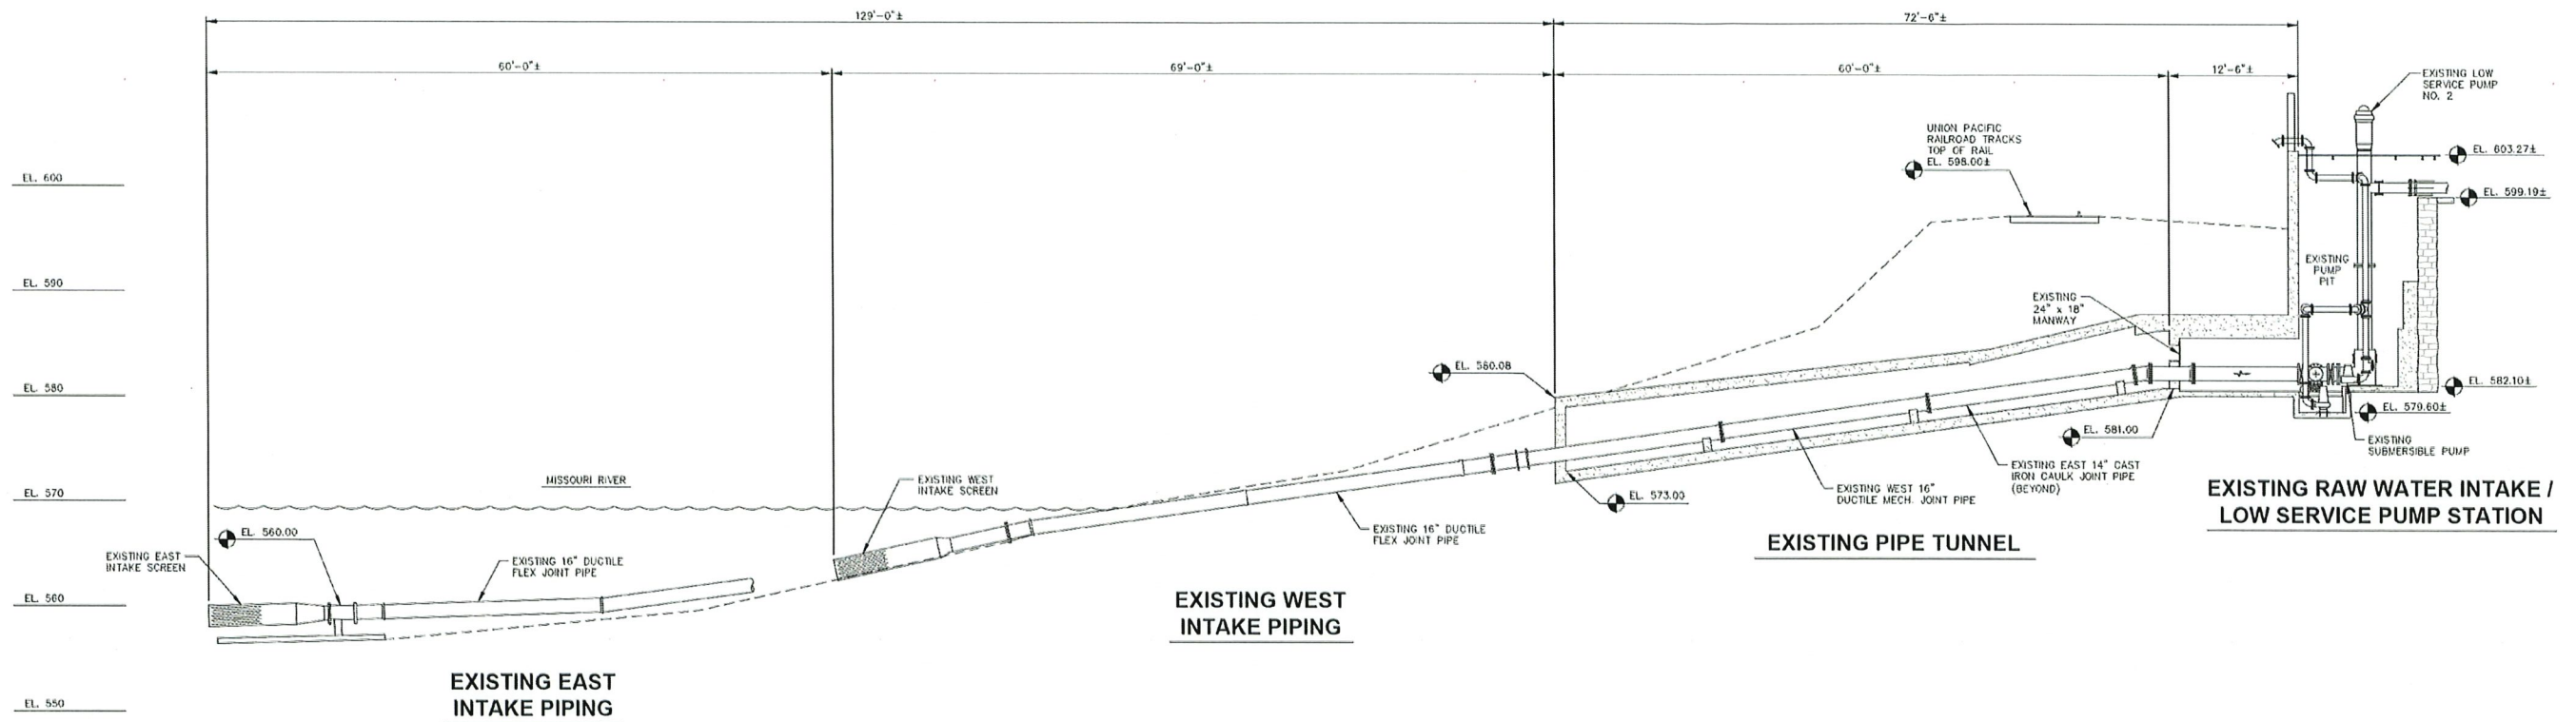 129'-0"±
72'-6"±
60'-0"±
69'-0"±
60'-0"±
12'-6"±
EXISTING LOW
SERVICE PUMP
NO. 2
UNION PACIFIC
RAILROAD TRACKS
TOP OF RAIL
EL. 598.00±
EL. 603.27±
EL. 600
EL. 599.19±
EXISTING
PUMP
PIT
EL. 590
EXISTING
24" x 18"
MANWAY
EL. 580.08
EL. 580
EL. 582.10±
EL. 579.60±
EL. 581.00
EXISTING
SUBMERSIBLE PUMP
EXISTING EAST 14" CAST
IRON CAULK JOINT PIPE
(BEYOND)
EXISTING WEST 16"
DUCTILE MECH. JOINT PIPE
EL. 573.00
EL. 570
MISSOURI RIVER
EXISTING WEST
INTAKE SCREEN
EXISTING 16" DUCTILE
FLEX JOINT PIPE
EXISTING RAW WATER INTAKE /
LOW SERVICE PUMP STATION
EXISTING PIPE TUNNEL
EL. 560.00
EXISTING EAST
INTAKE SCREEN
EXISTING 16" DUCTILE
FLEX JOINT PIPE
EL. 560
EXISTING WEST
INTAKE PIPING
EXISTING EAST
INTAKE PIPING
EL. 550